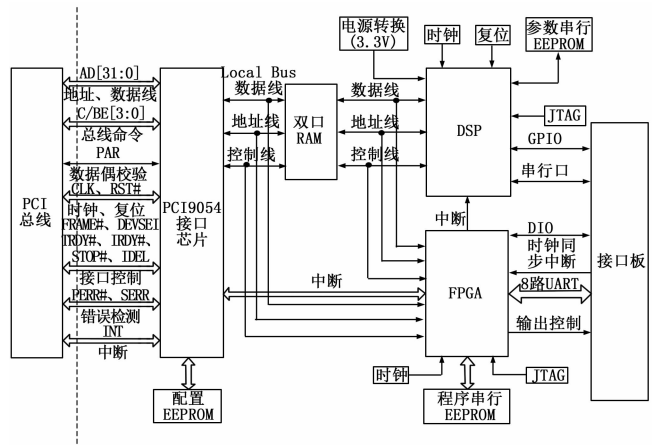 电源转换
(3.3V)
时钟
复位
参数串行
EEPROM
AD[31:0]
地址、数据线
C/BE[3:0]
总线命令
PAR
数据偶校验
CLK, RST#
时钟、复位
FRAME#、DEVSEI
TRDY#、IRDY#、
STOP#、IDEL
接口控制
PERR#、SERR
错误检测
INT
中断
PCI
总线
PCI9054
接口
芯片
配置
EEPROM
Local Bus
数据线
地址线
控制线
双口
RAM
数据线
地址线
控制线
DSP
JTAG
GPIO
串行口
中断
中断
FPGA
DIO
时钟同
步中断
8路UART
输出控制
接口板
时钟
JTAG
程序串行
EEPROM